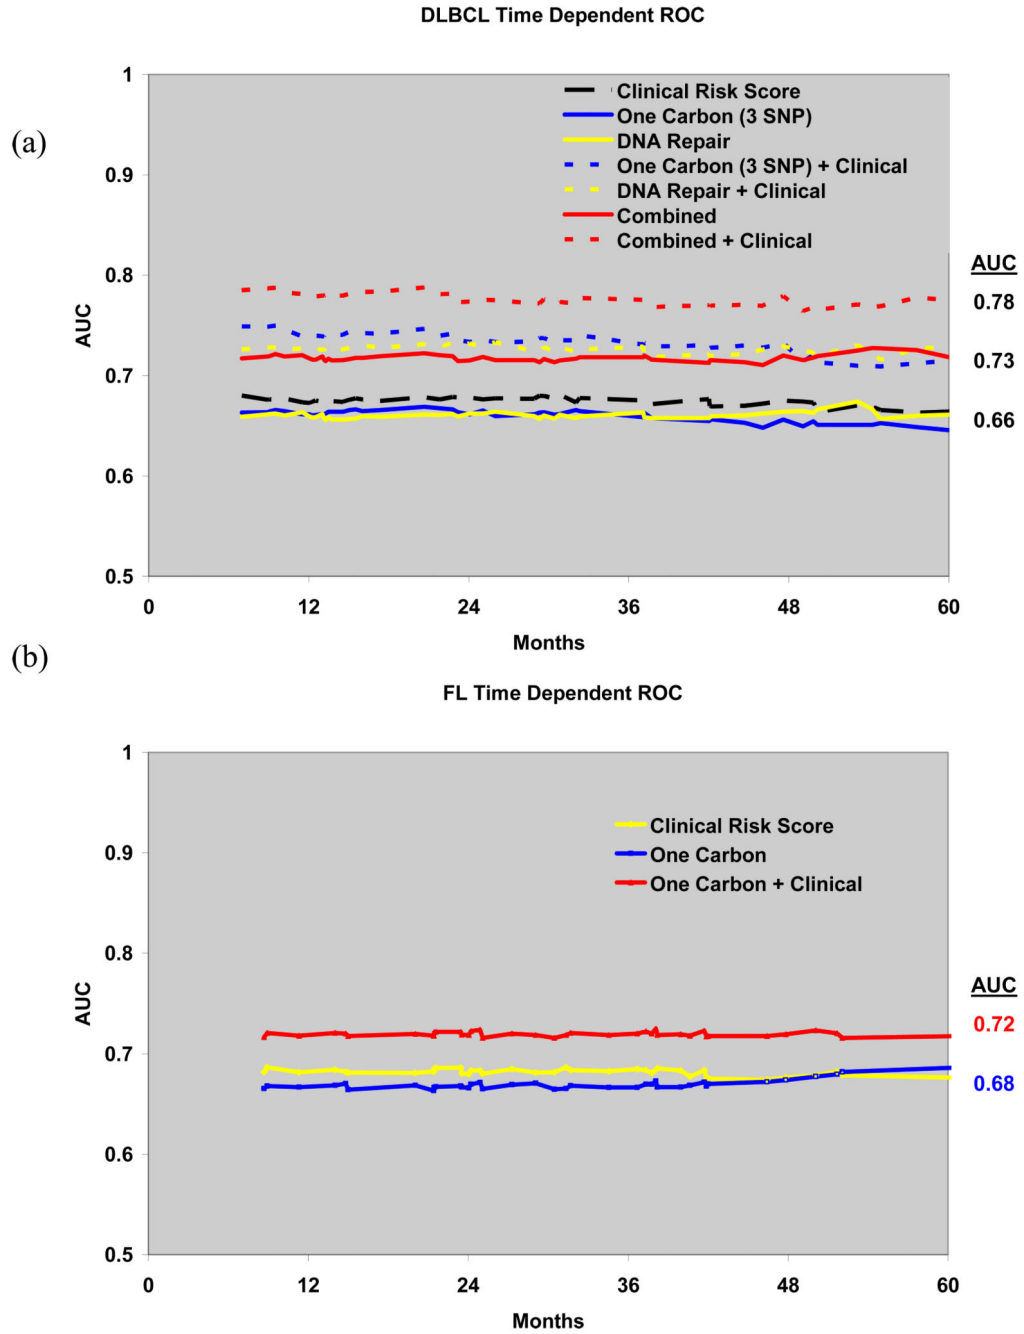 DLBCL Time Dependent ROC
(a)
1
0.9
0.8
0.7
0.6
0.5
AUC
Clinical Risk Score
One Carbon (3 SNP)
DNA Repair
One Carbon (3 SNP) + Clinical
DNA Repair + Clinical
Combined
Combined + Clinical
AUC
0.78
0.73
0.66
0 12 24 36 48 60
Months
(b)
FL Time Dependent ROC
1
0.9
0.8
0.7
0.6
0.5
AUC
Clinical Risk Score
One Carbon
One Carbon + Clinical
AUC
0.72
0.68
0 12 24 36 48 60
Months